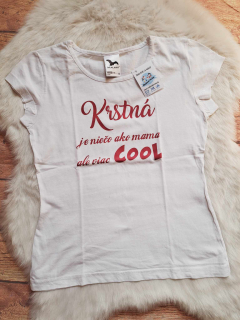 Krstná
je niečo ako mama
ale viac COOL